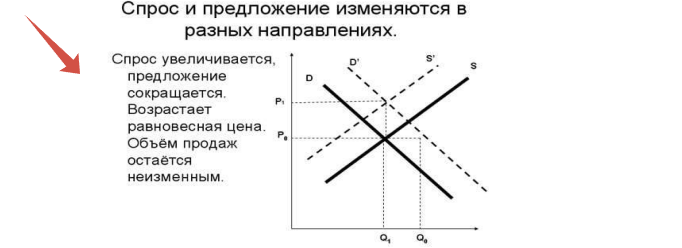 Спрос и предложение изменяются в
разных направлениях.
Спрос увеличивается,
предложение
сокращается.
Возрастает
равновесная цена.
Объём продаж
остаётся
неизменным.
D'
S'
S
D
P₁
P₀
Q₁
Q₀